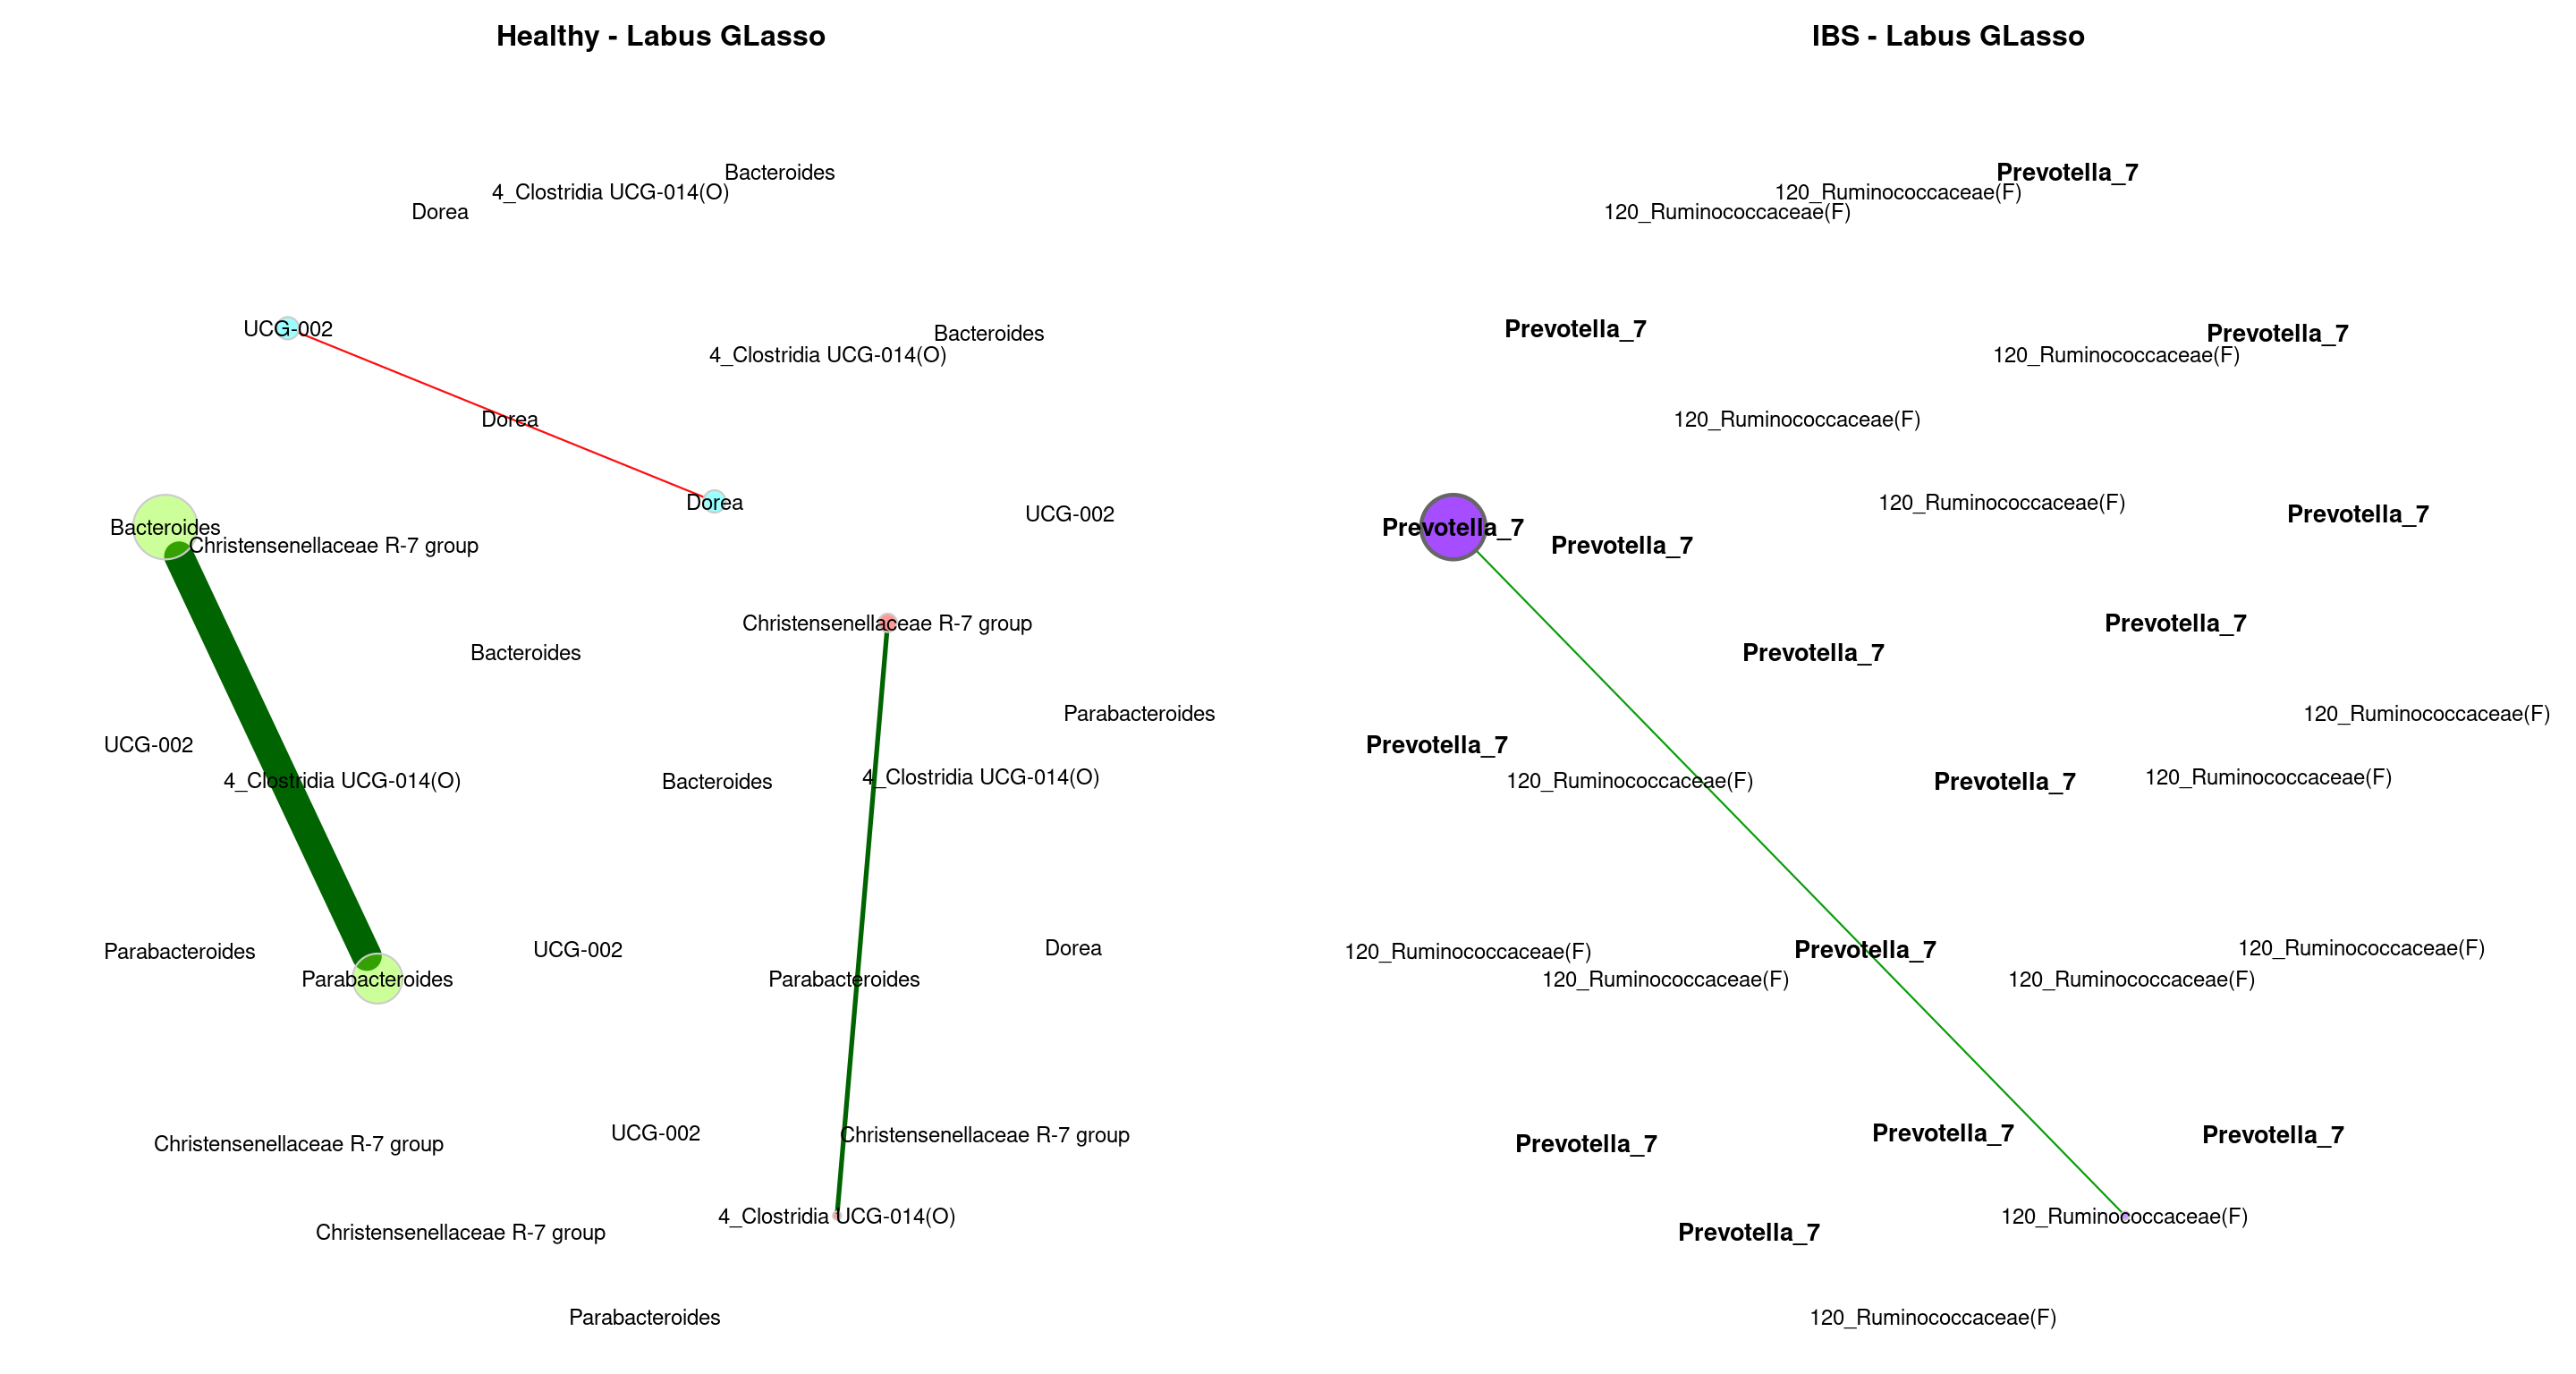 Healthy - Labus GLasso
Bacteroides
4_Clostridia UCG-014(O)
Dorea
UCG-002
Bacteroides
4_Clostridia UCG-014(O)
Dorea
Dorea
UCG-002
Bacteroides
Christensenellaceae R-7 group
Christensenellaceae R-7 group
Bacteroides
Parabacteroides
UCG-002
4_Clostridia UCG-014(O)
Bacteroides
4_Clostridia UCG-014(O)
Parabacteroides
UCG-002
Dorea
Parabacteroides
Parabacteroides
UCG-002
Christensenellaceae R-7 group
Christensenellaceae R-7 group
4_Clostridia UCG-014(O)
Christensenellaceae R-7 group
Parabacteroides
IBS - Labus GLasso
Prevotella_7
120_Ruminococcaceae(F)
120_Ruminococcaceae(F)
Prevotella_7
Prevotella_7
120_Ruminococcaceae(F)
120_Ruminococcaceae(F)
120_Ruminococcaceae(F)
Prevotella_7
Prevotella_7
Prevotella_7
Prevotella_7
Prevotella_7
120_Ruminococcaceae(F)
Prevotella_7
120_Ruminococcaceae(F)
Prevotella_7
120_Ruminococcaceae(F)
120_Ruminococcaceae(F)
Prevotella_7
120_Ruminococcaceae(F)
120_Ruminococcaceae(F)
120_Ruminococcaceae(F)
Prevotella_7
Prevotella_7
Prevotella_7
120_Ruminococcaceae(F)
Prevotella_7
120_Ruminococcaceae(F)